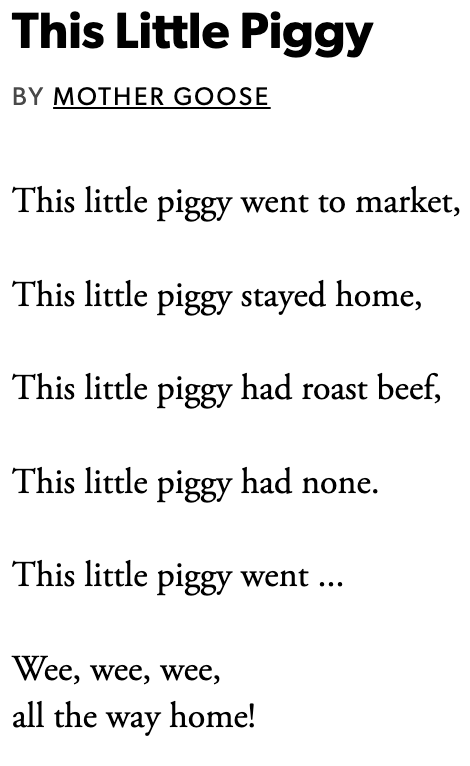 This Little Piggy
BY MOTHER GOOSE
This little piggy went to market,
This little piggy stayed home,
This little piggy had roast beef,
This little piggy had none.
This little piggy went ...
Wee, wee, wee,
all the way home!